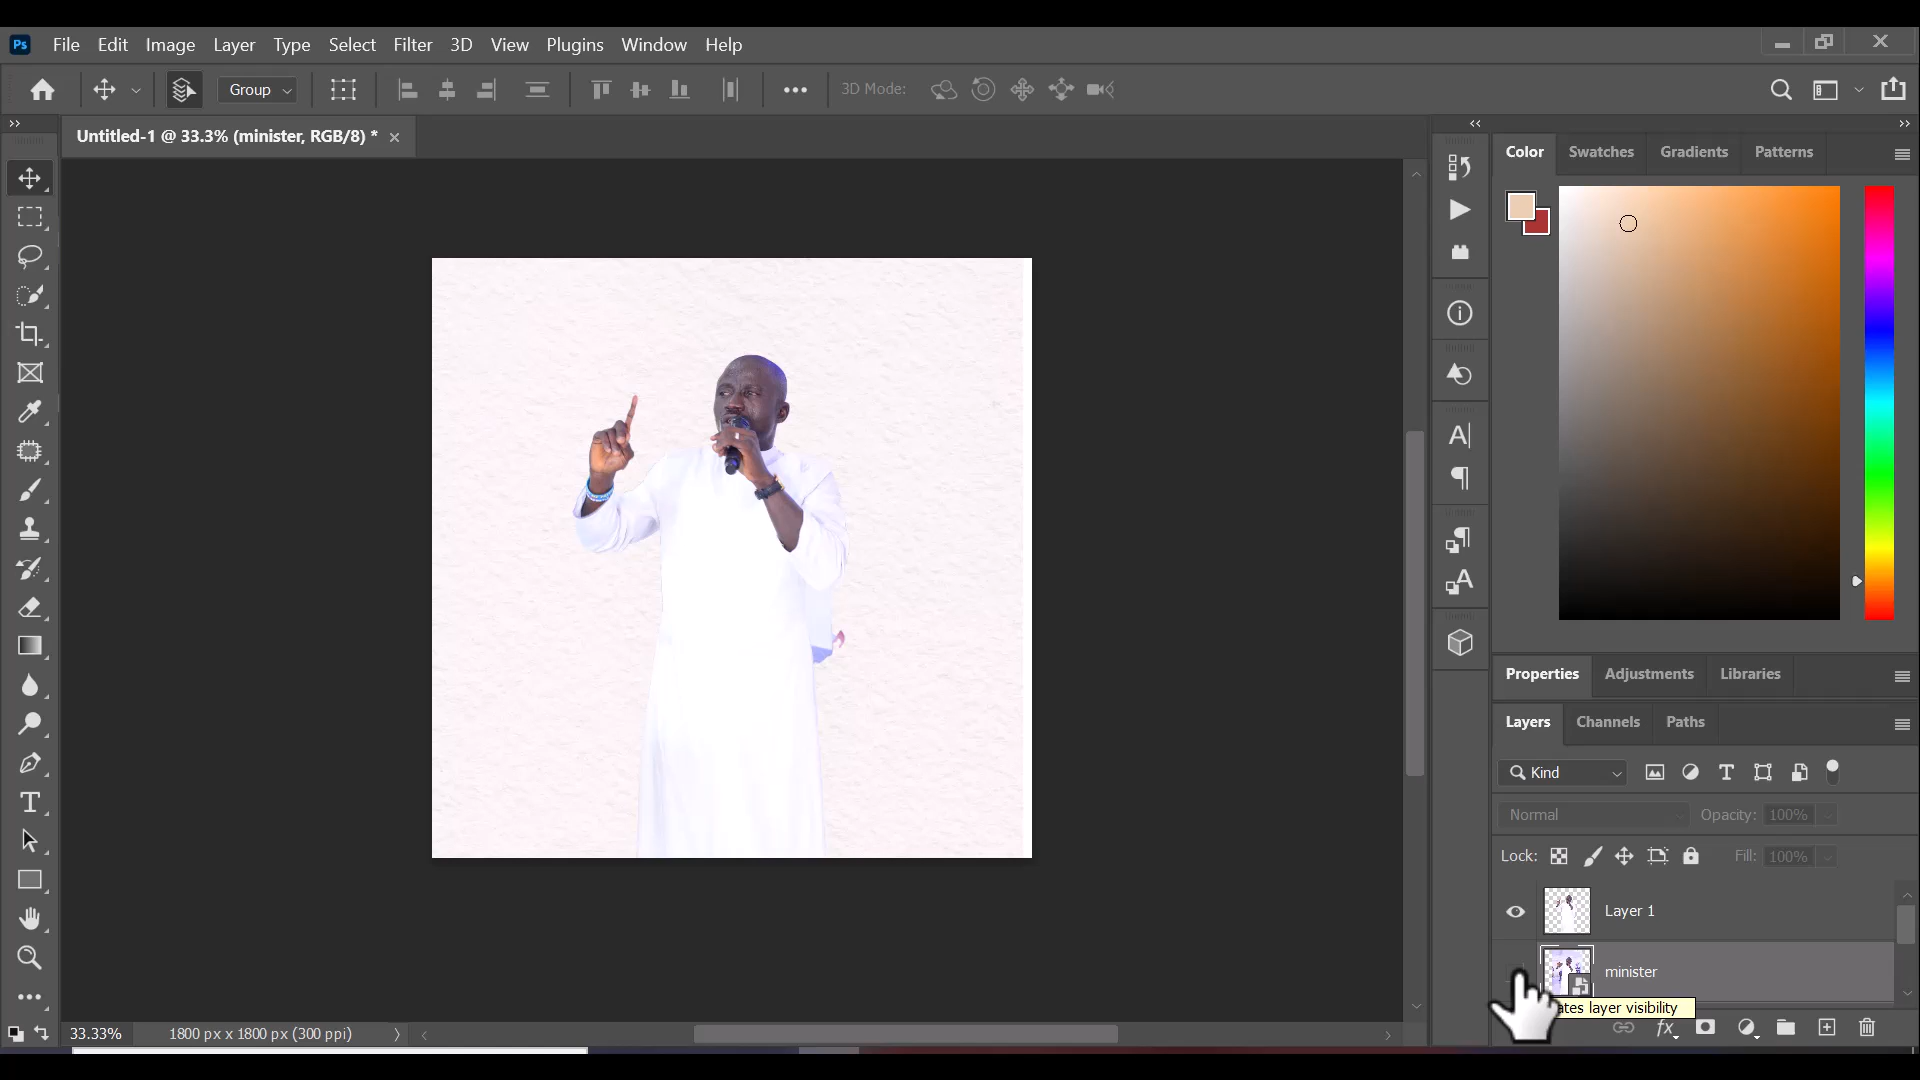 Ps File Edit Image Layer Type Select Filter 3D View Plugins Window Help
Group 3D Mode:
Untitled-1 @ 33.3% (minister, RGB/8) *
Color Swatches Gradients Patterns
Properties Adjustments Libraries
Layers Channels Paths
Kind
Normal Opacity: 100%
Lock: Fill: 100%
Layer 1
minister
ates layer visibility
33.33% 1800 px x 1800 px (300 ppi)
fx